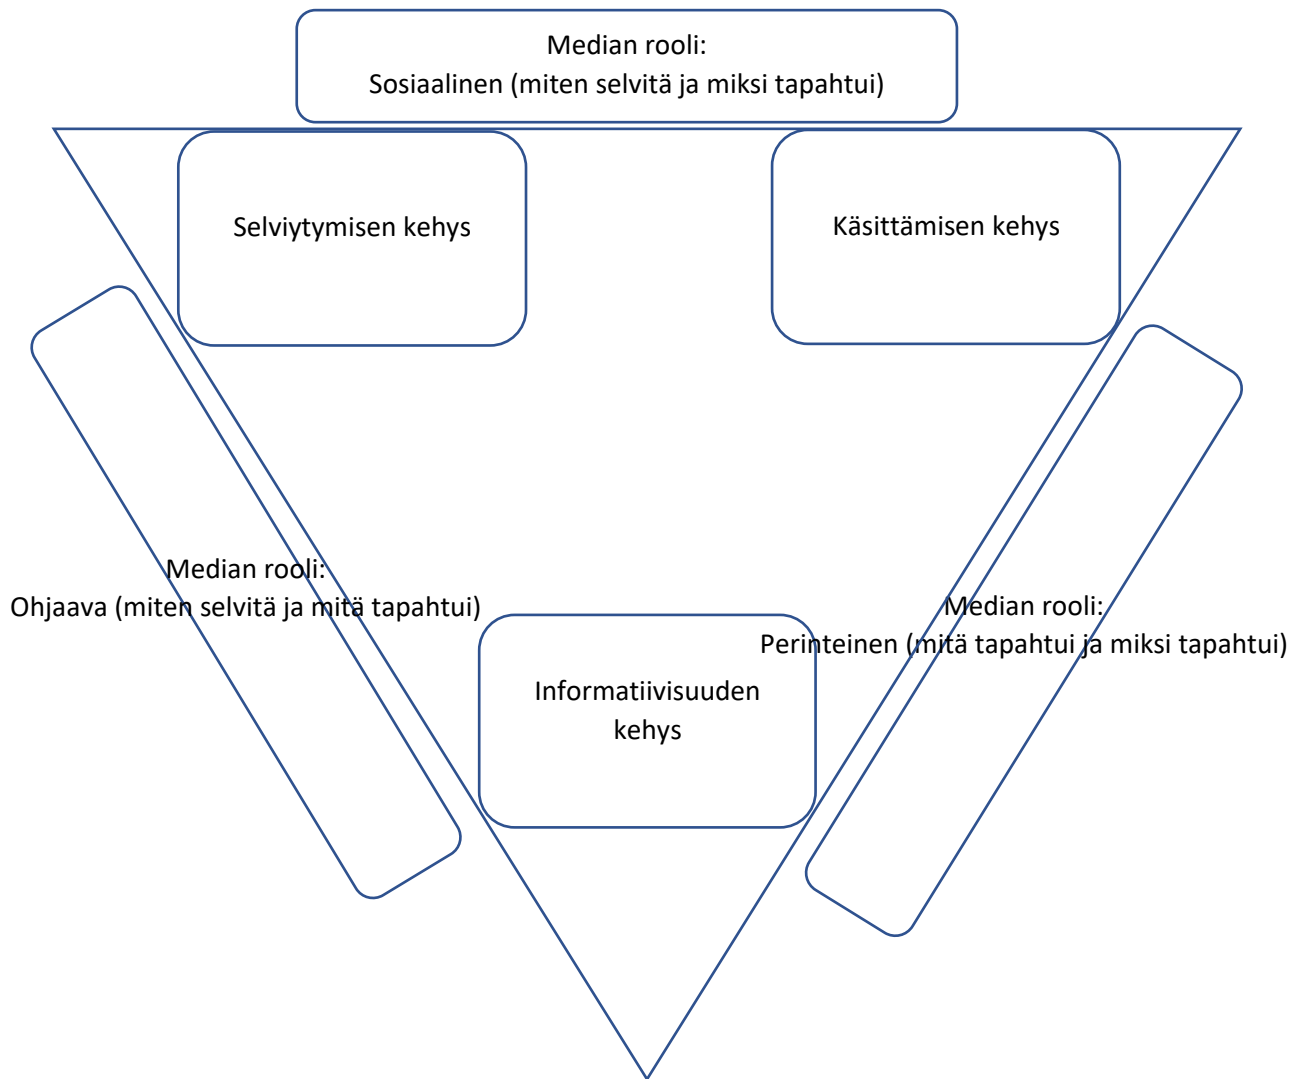 Median rooli:
Sosiaalinen (miten selvitä ja miksi tapahtui)
Selviytymisen kehys
Käsittämisen kehys
Median rooli:
Ohjaava (miten selvitä ja mitä tapahtui)
Median rooli:
Perinteinen (mitä tapahtui ja miksi tapahtui)
Informatiivisuuden
kehys